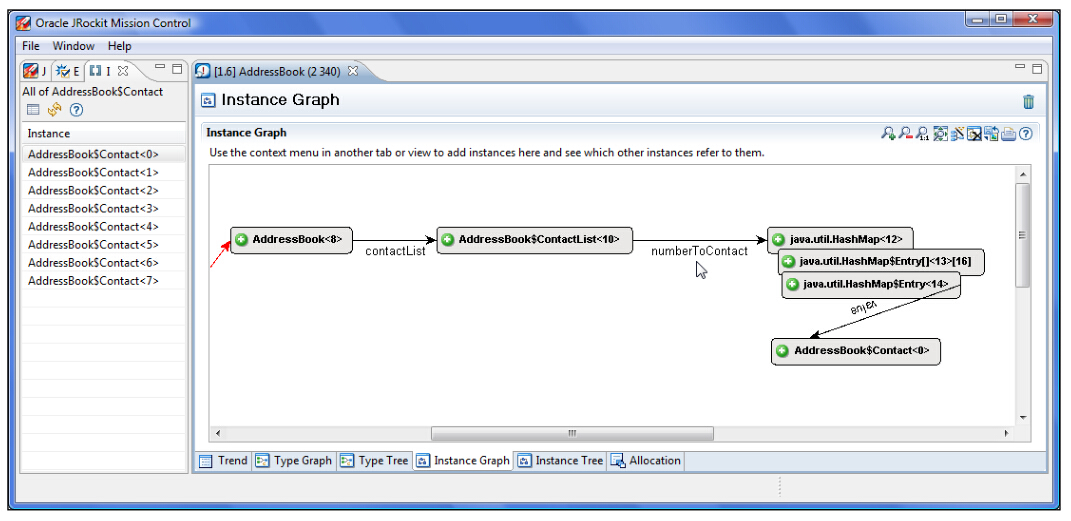 Oracle JRockit Mission Control
File Window Help
J E I
[1.6] AddressBook (2 340)
All of AddressBook$Contact
Instance
AddressBook$Contact<0>
AddressBook$Contact<1>
AddressBook$Contact<2>
AddressBook$Contact<3>
AddressBook$Contact<4>
AddressBook$Contact<5>
AddressBook$Contact<6>
AddressBook$Contact<7>
Instance Graph
Instance Graph
Use the context menu in another tab or view to add instances here and see which other instances refer to them.
AddressBook<8>
contactList
AddressBook$ContactList<10>
numberToContact
java.util.HashMap<12>
java.util.HashMap$Entry[]<13>[16]
java.util.HashMap$Entry<14>
value
AddressBook$Contact<0>
Trend Type Graph Type Tree Instance Graph Instance Tree Allocation